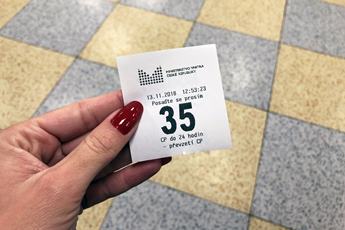 MINISTERSTVO VNITRA
ČESKÉ REPUBLIKY
13.11.2018 12:53:23
Posaďte se prosím
35
CP do 24 hodin
- převzetí CP